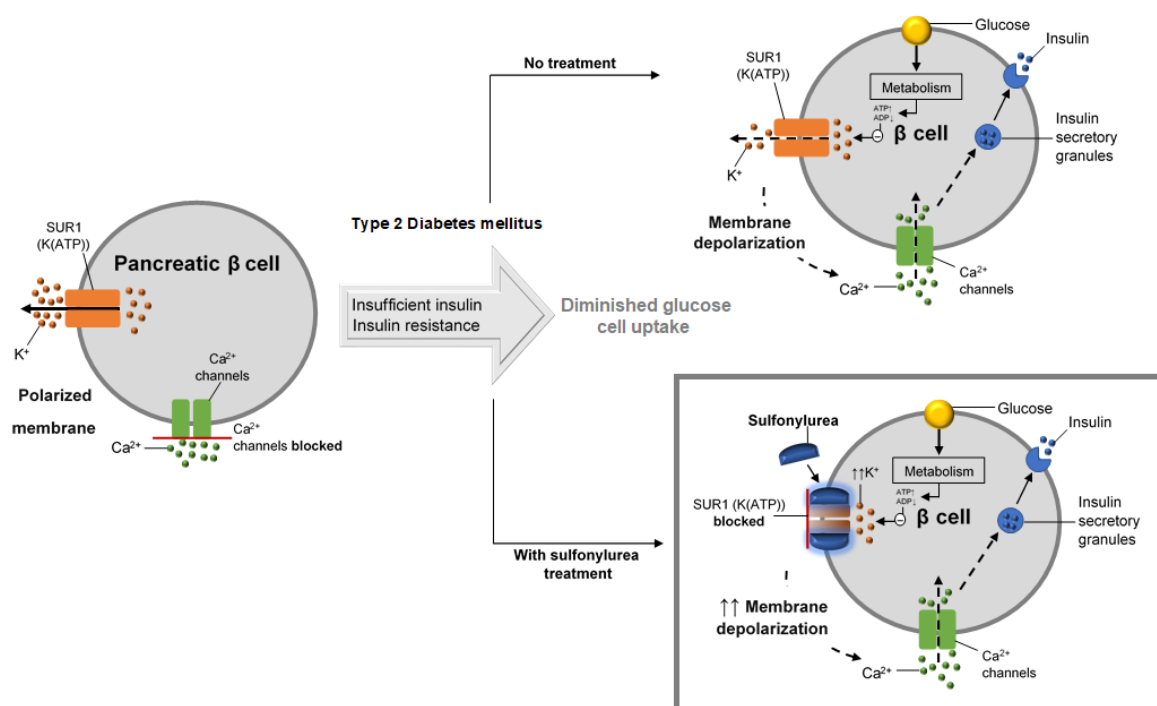 SUR1
(K(ATP))
Pancreatic β cell
K⁺
Polarized
membrane
Ca²⁺
channels
Ca²⁺
Ca²⁺
channels blocked
Type 2 Diabetes mellitus
Insufficient insulin
Insulin resistance
Diminished glucose
cell uptake
No treatment
With sulfonylurea
treatment
Glucose
Insulin
SUR1
(K(ATP))
Metabolism
ATP↑
ADP↓
−
β cell
K⁺
Insulin
secretory
granules
Membrane
depolarization
Ca²⁺
Ca²⁺
channels
Glucose
Sulfonylurea
Insulin
Metabolism
↑↑K⁺
ATP↑
ADP↓
−
SUR1 (K(ATP))
blocked
β cell
Insulin
secretory
granules
↑↑ Membrane
depolarization
Ca²⁺
Ca²⁺
channels